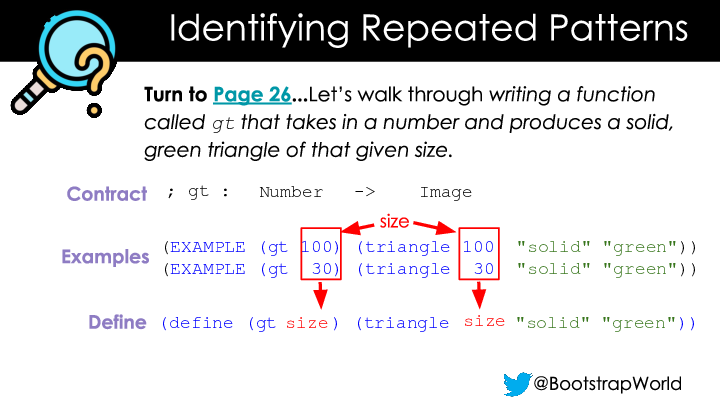 Identifying Repeated Patterns
Turn to Page 26...Let's walk through writing a function
called gt that takes in a number and produces a solid,
green triangle of that given size.
Contract ; gt : Number -> Image
size
Examples (EXAMPLE (gt 100) (triangle 100 "solid" "green"))
(EXAMPLE (gt 30) (triangle 30 "solid" "green"))
Define (define (gt size) (triangle size "solid" "green"))
@BootstrapWorld